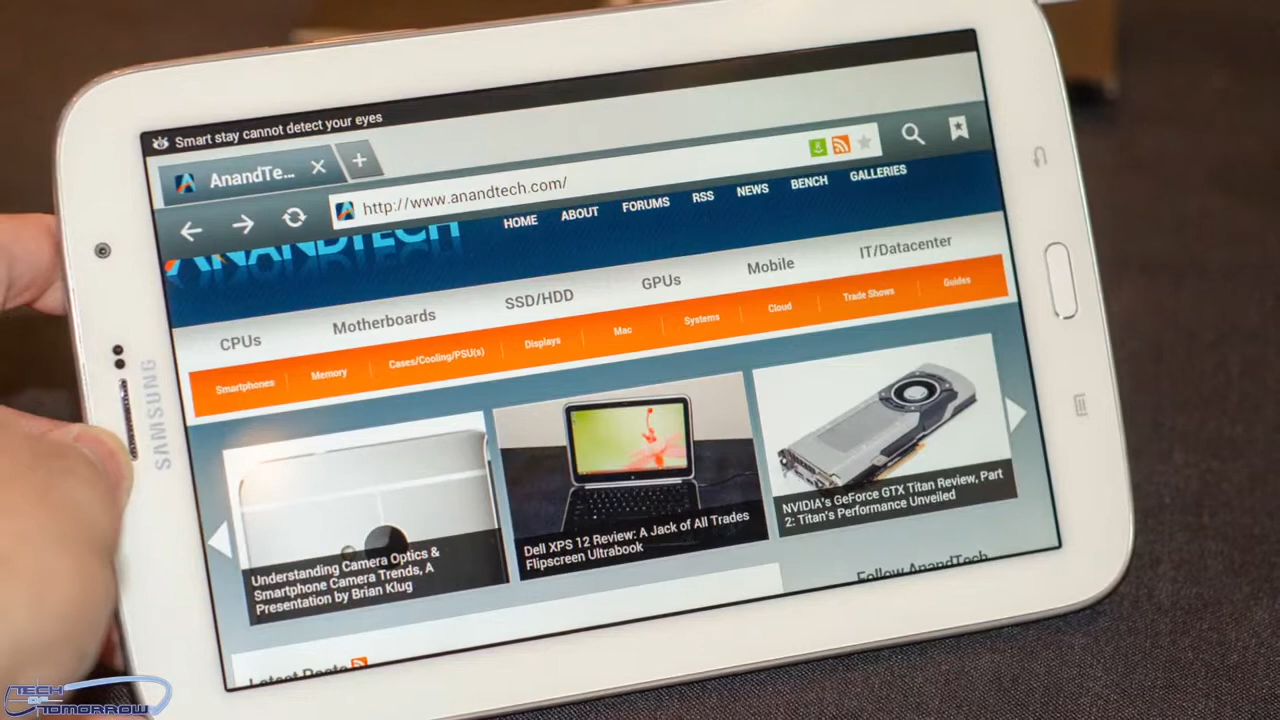 Smart stay cannot detect your eyes
AnandTe...
http://www.anandtech.com/
HOME ABOUT FORUMS RSS NEWS BENCH GALLERIES
ANANDTECH
CPUs Motherboards SSD/HDD GPUs Mobile IT/Datacenter
Smartphones Memory Cases/Cooling/PSU(s) Displays Mac Systems Cloud Trade Shows Guides
SAMSUNG
Understanding Camera Optics &
Smartphone Camera Trends, A
Presentation by Brian Klug
Dell XPS 12 Review: A Jack of All Trades
Flipscreen Ultrabook
NVIDIA's GeForce GTX Titan Review, Part
2: Titan's Performance Unveiled
Follow AnandTech
Latest Posts
TECH
OF
TOMORROW